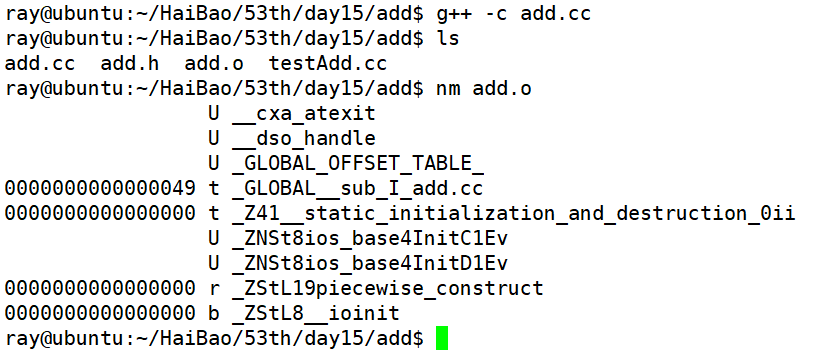 ray@ubuntu:~/HaiBao/53th/day15/add$ g++ -c add.cc
ray@ubuntu:~/HaiBao/53th/day15/add$ ls
add.cc  add.h  add.o  testAdd.cc
ray@ubuntu:~/HaiBao/53th/day15/add$ nm add.o
                 U __cxa_atexit
                 U __dso_handle
                 U _GLOBAL_OFFSET_TABLE_
0000000000000049 t _GLOBAL__sub_I_add.cc
0000000000000000 t _Z41__static_initialization_and_destruction_0ii
                 U _ZNSt8ios_base4InitC1Ev
                 U _ZNSt8ios_base4InitD1Ev
0000000000000000 r _ZStL19piecewise_construct
0000000000000000 b _ZStL8__ioinit
ray@ubuntu:~/HaiBao/53th/day15/add$